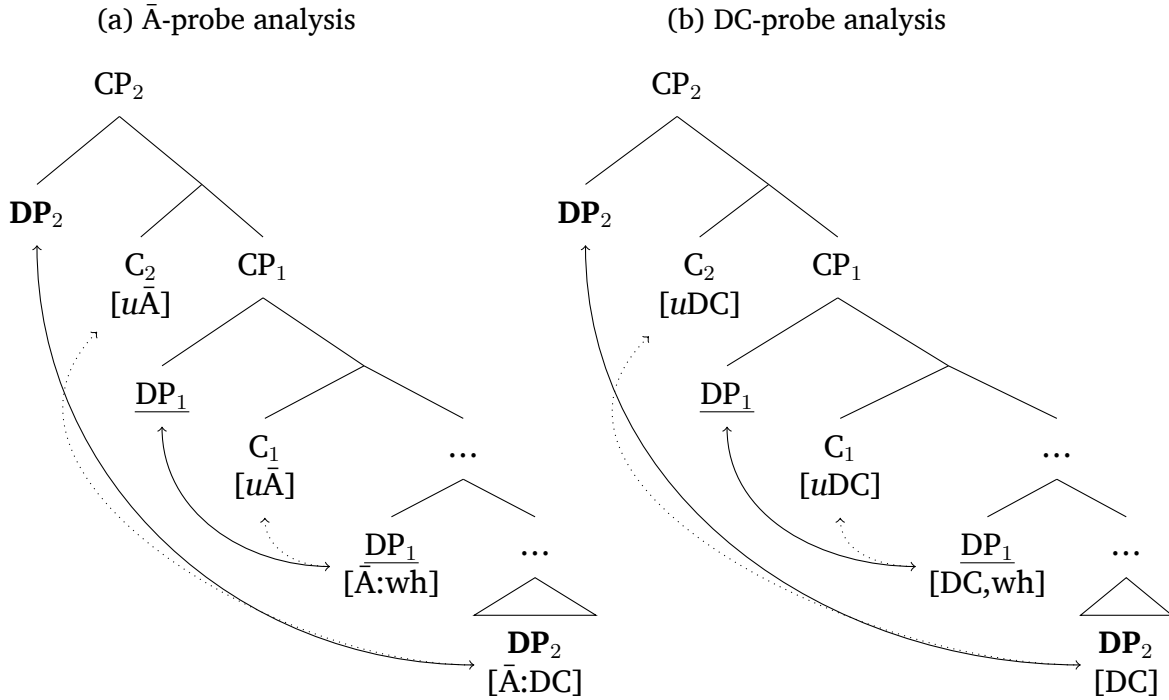 (a) Ā-probe analysis
CP₂
DP₂
C₂
[uĀ]
CP₁
DP₁
C₁
[uĀ]
...
DP₁
[Ā:wh]
...
DP₂
[Ā:DC]
(b) DC-probe analysis
CP₂
DP₂
C₂
[uDC]
CP₁
DP₁
C₁
[uDC]
...
DP₁
[DC,wh]
...
DP₂
[DC]